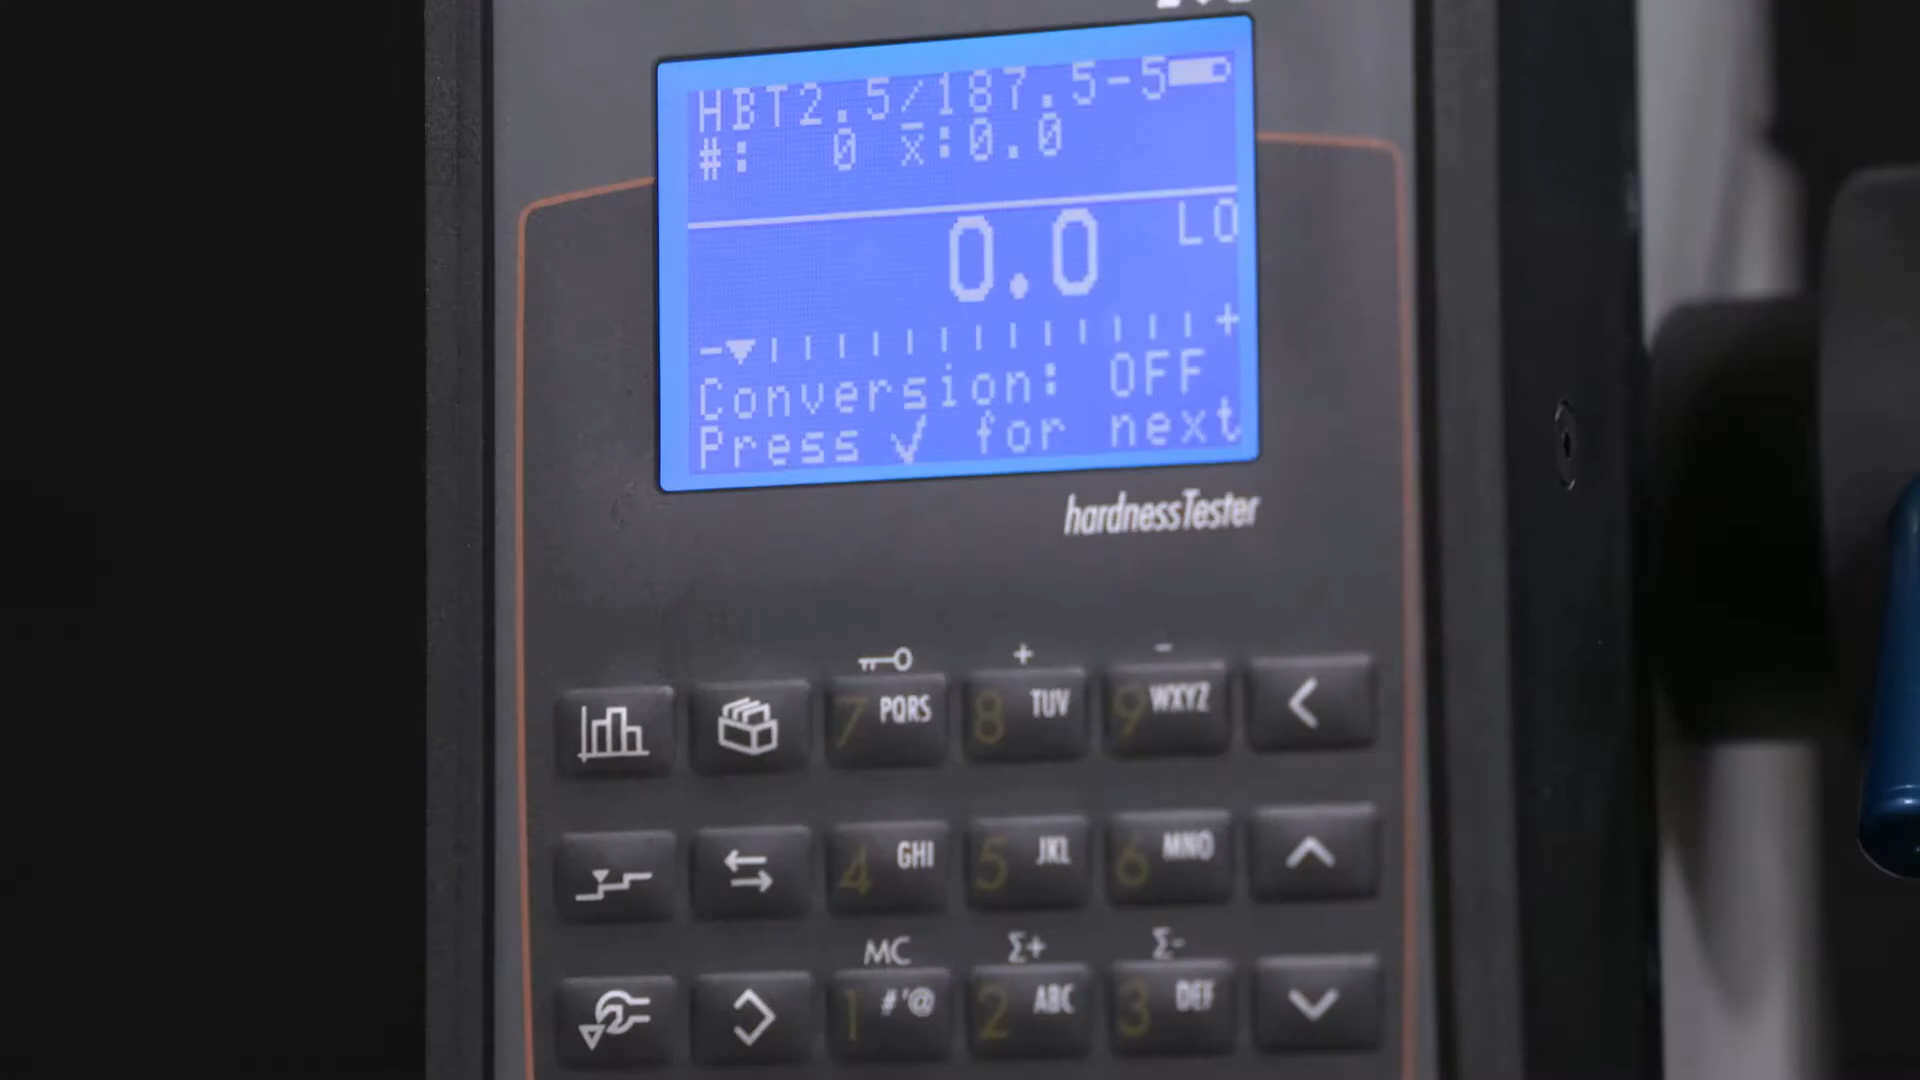 HBT2.5/187.5-5
#: 0 x̄:0.0
0.0 LO
- +
Conversion: OFF
Press √ for next
hardnessTester
+ -
7 PQRS 8 TUV 9 WXYZ
4 GHI 5 JKL 6 MNO
MC Σ+ Σ-
1 #'@ 2 ABC 3 DEF